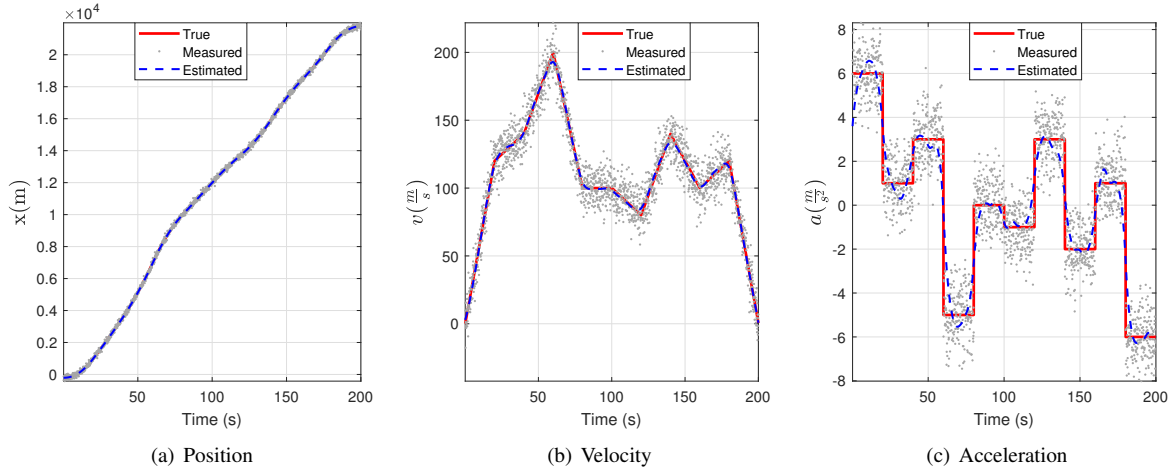 ×10⁴
True
Measured
Estimated
2
1.8
1.6
1.4
1.2
1
0.8
0.6
0.4
0.2
0
x(m)
50 100 150 200
Time (s)
(a) Position
True
Measured
Estimated
200
150
100
50
0
v(m/s)
50 100 150 200
Time (s)
(b) Velocity
True
Measured
Estimated
8
6
4
2
0
-2
-4
-6
-8
a(m/s²)
50 100 150 200
Time (s)
(c) Acceleration